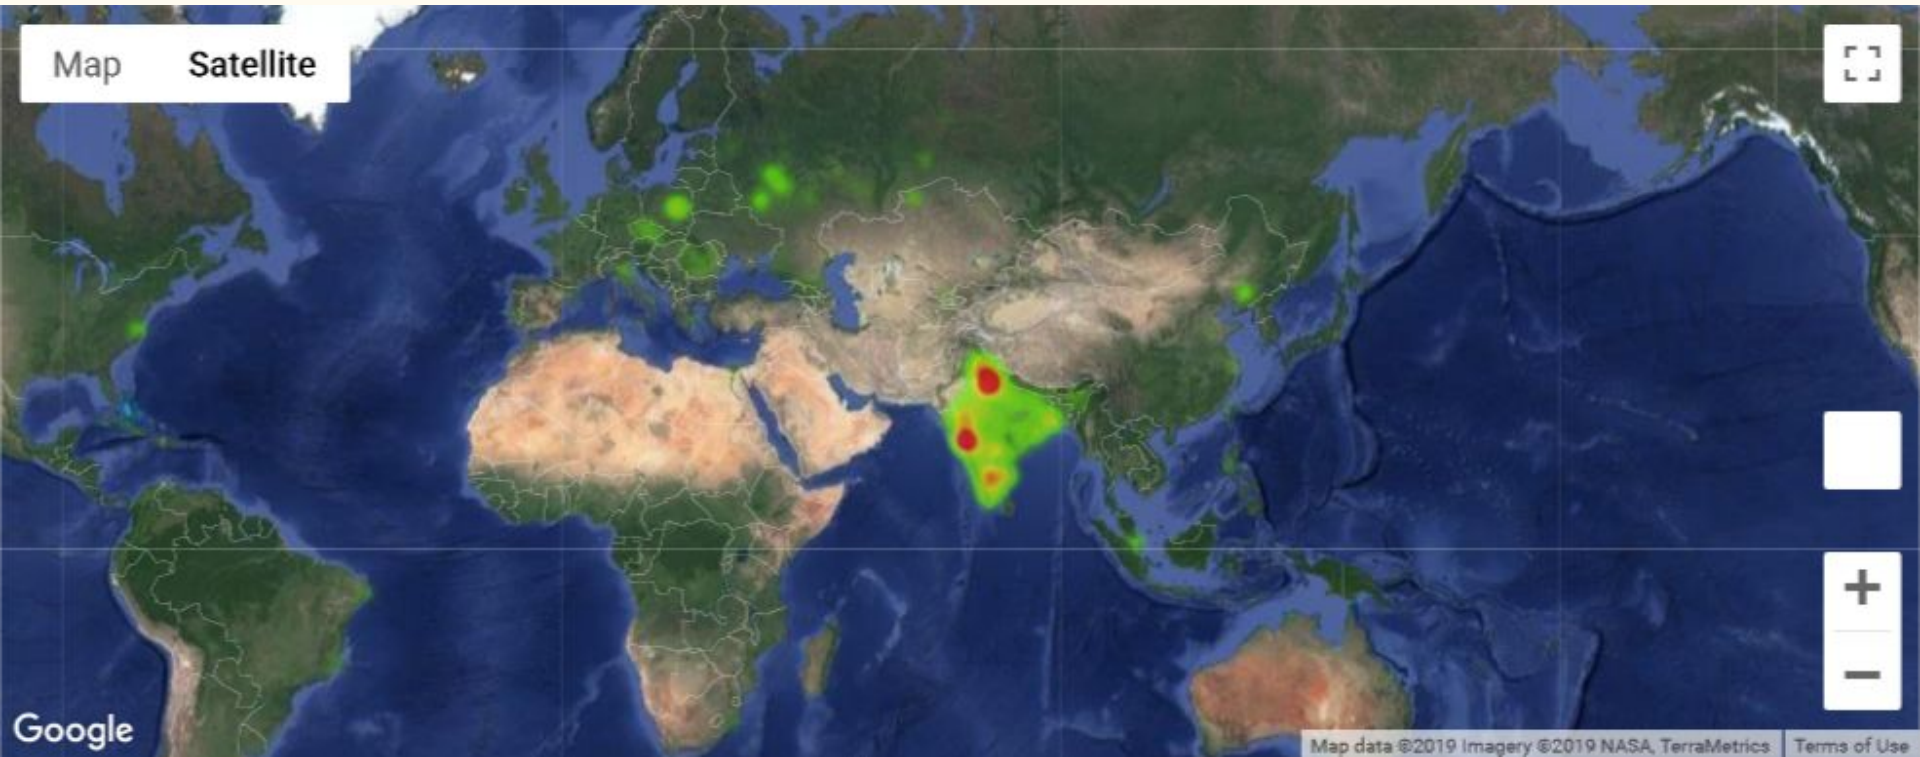 Map Satellite
+
−
Google
Map data ©2019 Imagery ©2019 NASA, TerraMetrics Terms of Use